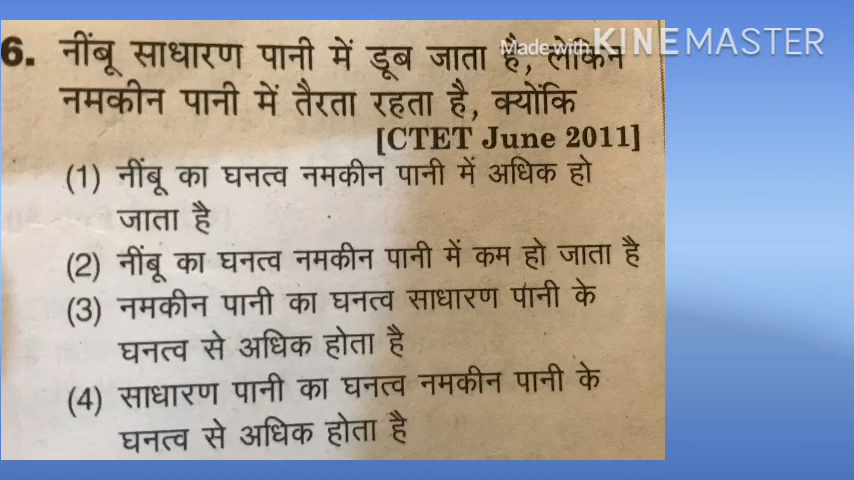 6. नींबू साधारण पानी में डूब जाता है, लेकिन
Made with KINEMASTER
नमकीन पानी में तैरता रहता है, क्योंकि
[CTET June 2011]
(1) नींबू का घनत्व नमकीन पानी में अधिक हो
जाता है
(2) नींबू का घनत्व नमकीन पानी में कम हो जाता है
(3) नमकीन पानी का घनत्व साधारण पानी के
घनत्व से अधिक होता है
(4) साधारण पानी का घनत्व नमकीन पानी के
घनत्व से अधिक होता है